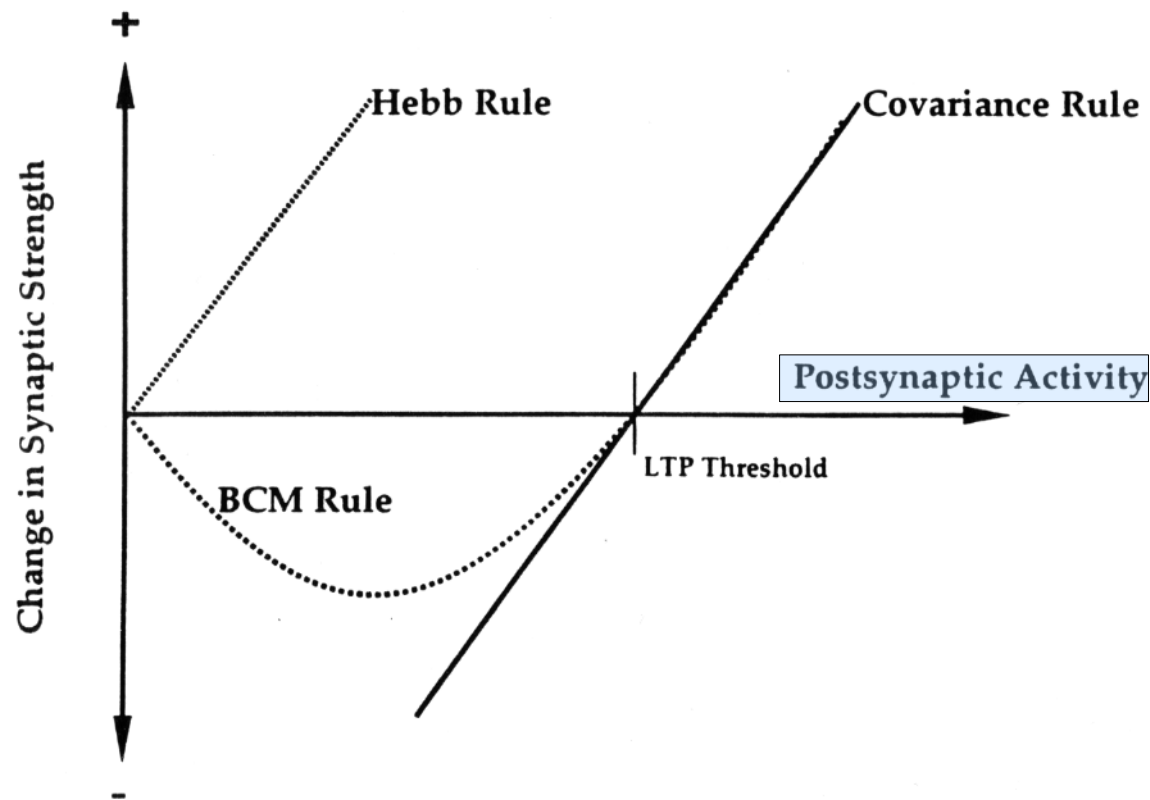 +
Hebb Rule
Covariance Rule
Change in Synaptic Strength
Postsynaptic Activity
LTP Threshold
BCM Rule
-